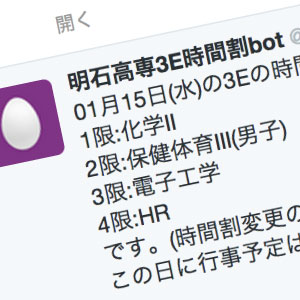 開く
明石高専3E時間割bot @
01月15日(水)の3Eの時間
1限:化学II
2限:保健体育III(男子)
3限:電子工学
4限:HR
です。(時間割変更の
この日に行事予定は